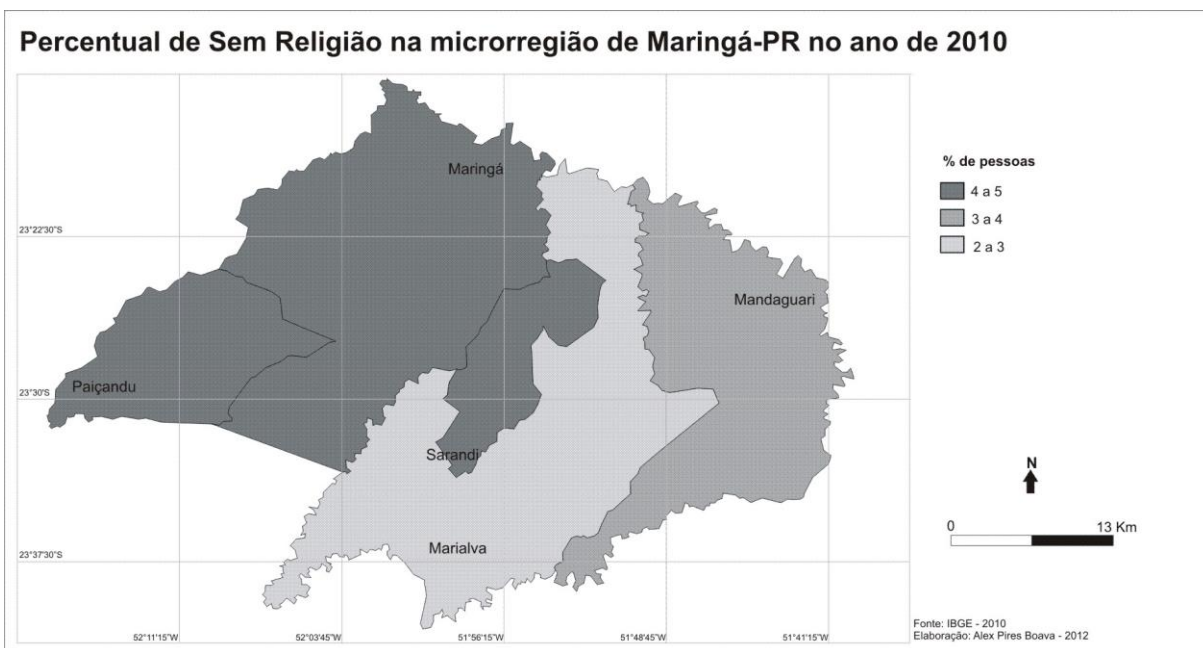 Percentual de Sem Religião na microrregião de Maringá-PR no ano de 2010
% de pessoas
4 a 5
3 a 4
2 a 3
Maringá
23°22'30"S
Mandaguari
Paiçandu
23°30'S
Sarandi
N
0 13 Km
Marialva
23°37'30"S
52°11'15"W 52°03'45"W 51°56'15"W 51°48'45"W 51°41'15"W
Fonte: IBGE - 2010
Elaboração: Alex Pires Boava - 2012